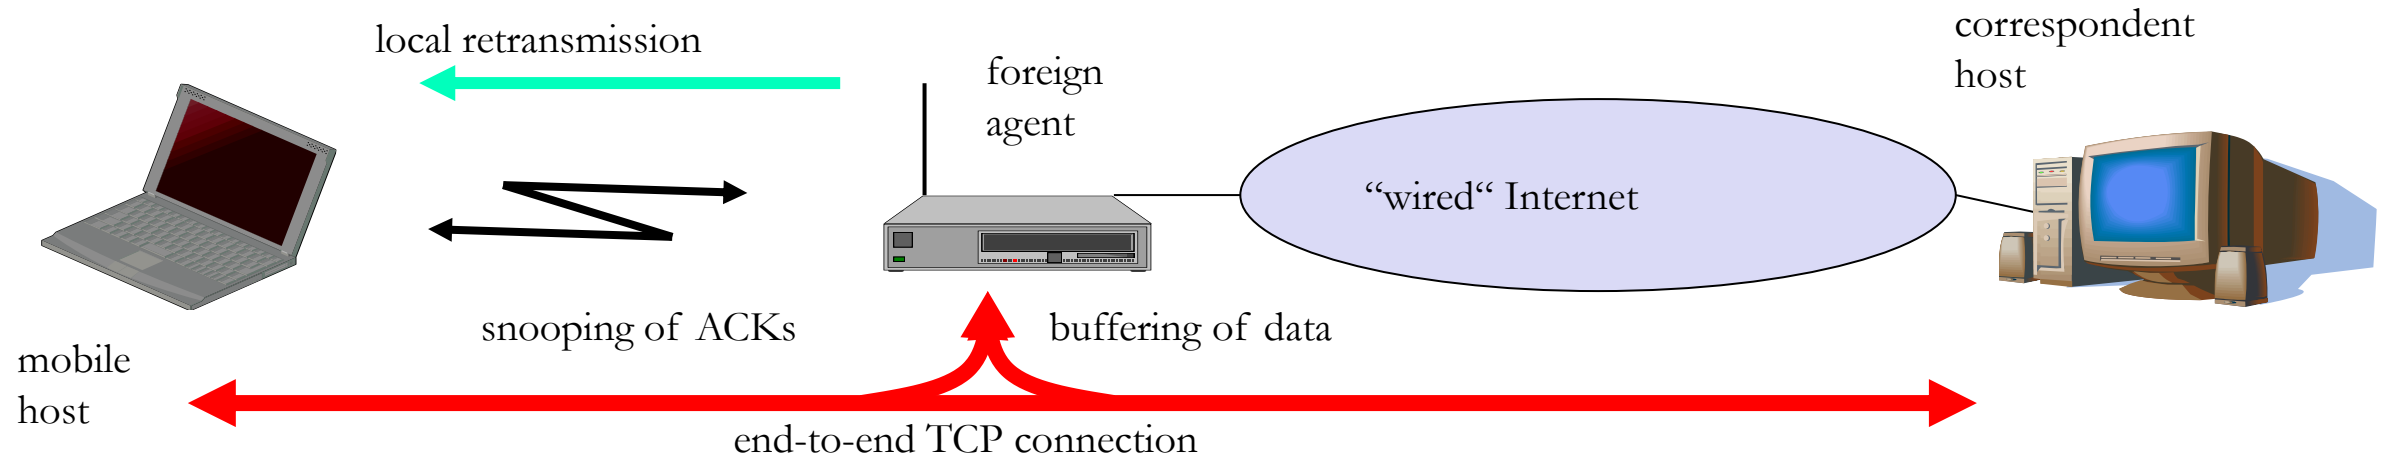 local retransmission
correspondent
host
foreign
agent
“wired“ Internet
snooping of ACKs
buffering of data
mobile
host
end-to-end TCP connection